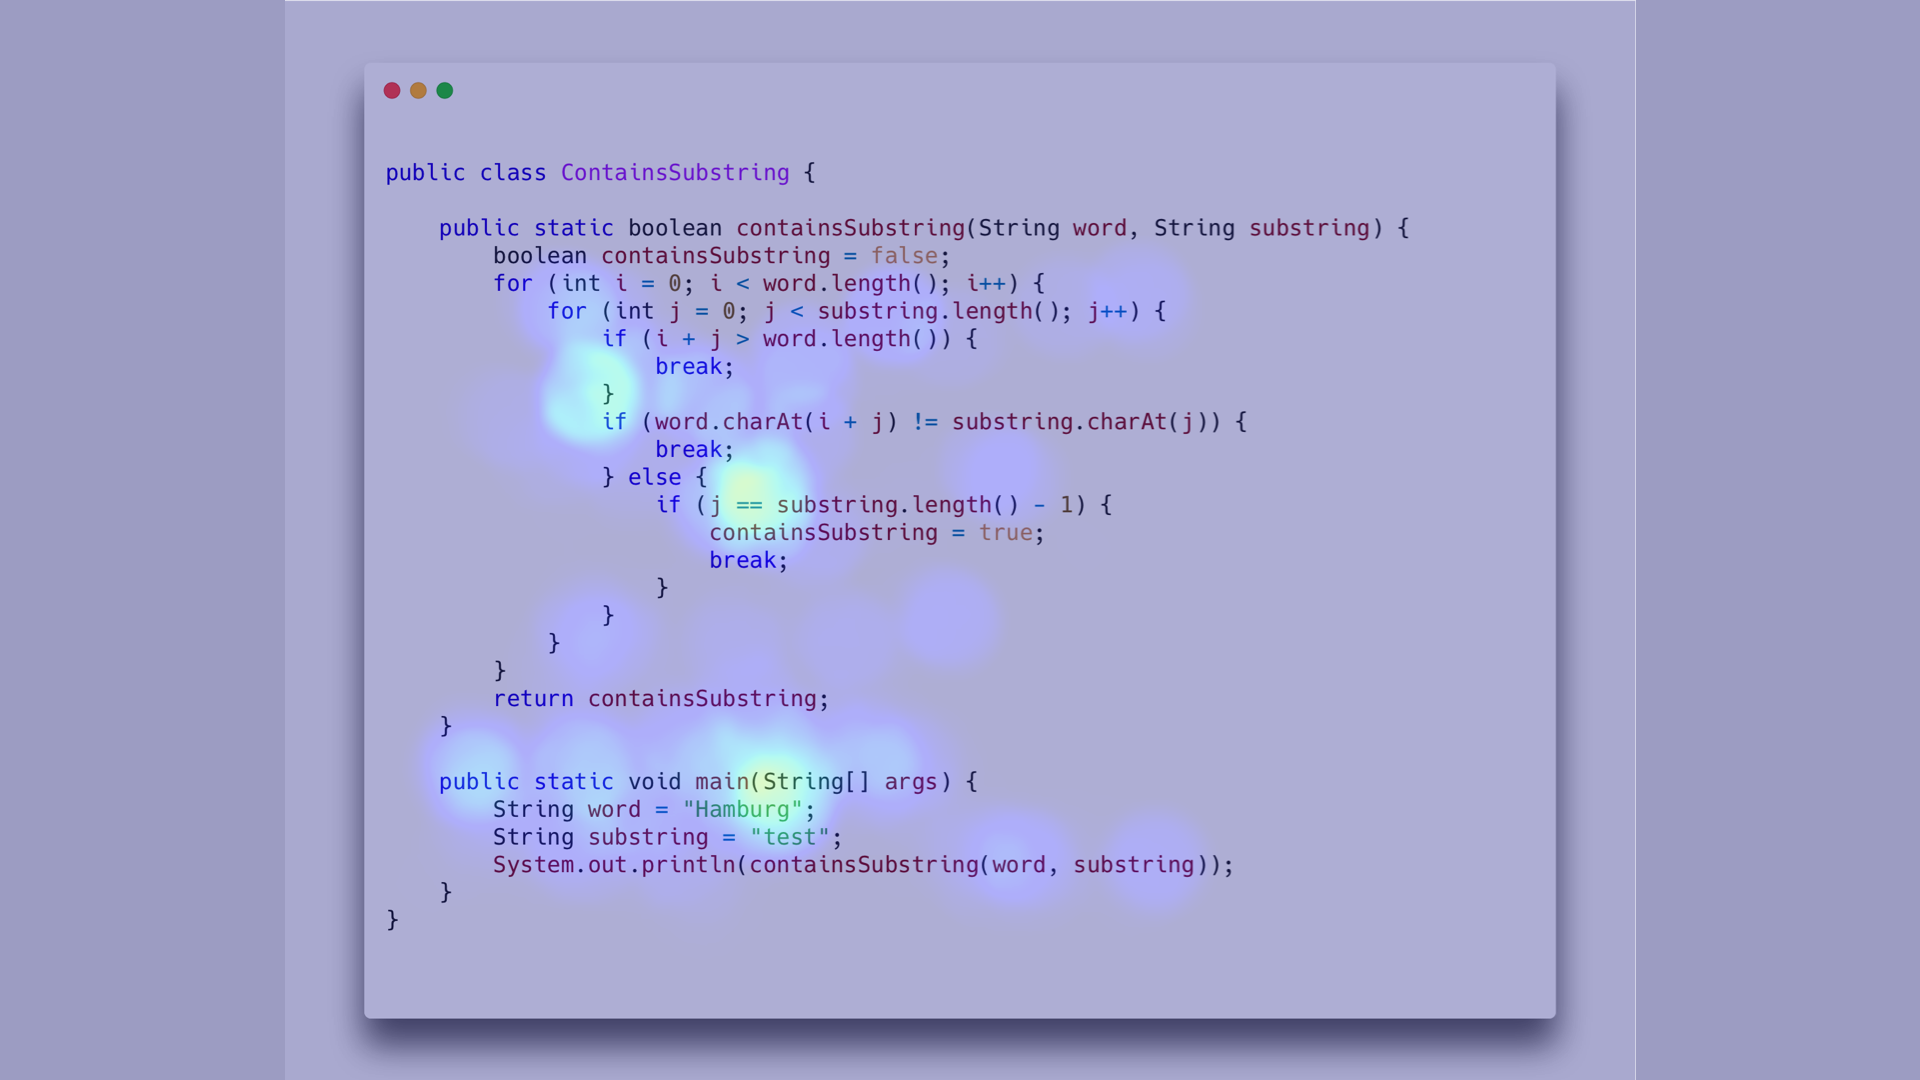 public class ContainsSubstring {
    public static boolean containsSubstring(String word, String substring) {
        boolean containsSubstring = false;
        for (int i = 0; i < word.length(); i++) {
            for (int j = 0; j < substring.length(); j++) {
                if (i + j > word.length()) {
                    break;
                }
                if (word.charAt(i + j) != substring.charAt(j)) {
                    break;
                } else {
                    if (j == substring.length() - 1) {
                        containsSubstring = true;
                        break;
                    }
                }
            }
        }
        return containsSubstring;
    }
    public static void main(String[] args) {
        String word = "Hamburg";
        String substring = "test";
        System.out.println(containsSubstring(word, substring));
    }
}